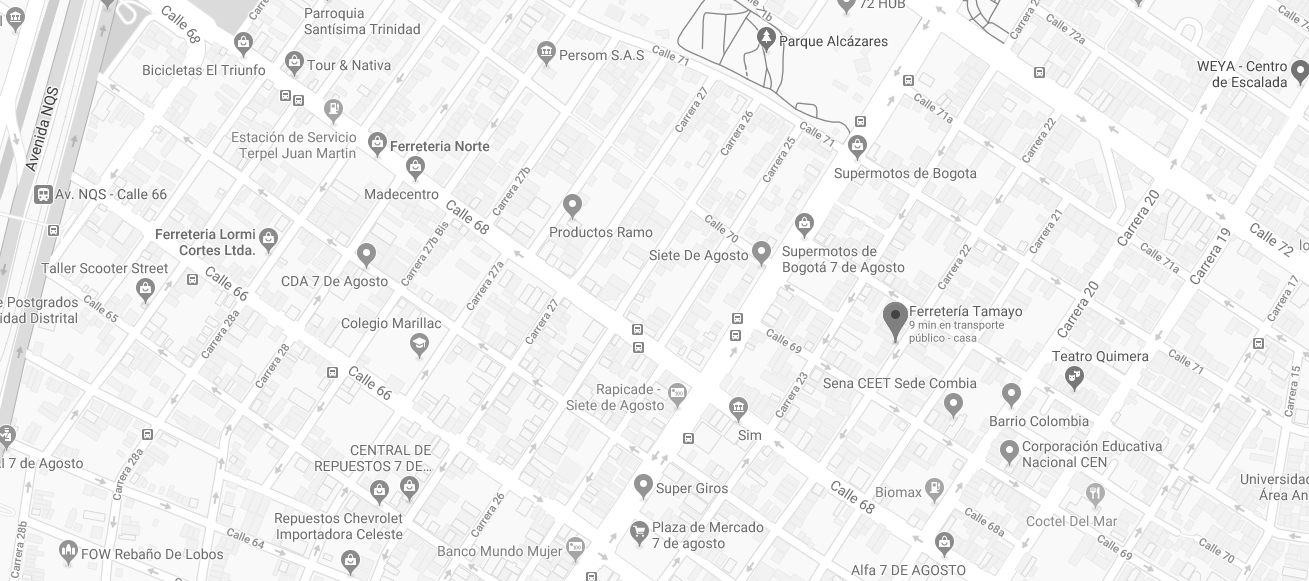 72 HUB
Calle 68
Parroquia
Santísima Trinidad
Calle 71b
Carrera 21
Calle 72a
Parque Alcázares
Persom S.A.S
Calle 71
Bicicletas El Triunfo
Tour & Nativa
WEYA - Centro
de Escalada
Avenida NQS
Estación de Servicio
Terpel Juan Martin
Ferreteria Norte
Carrera 27
Carrera 26
Calle 71
Carrera 25
Calle 71a
Carrera 22
Supermotos de Bogota
Av. NQS - Calle 66
Madecentro
Carrera 27b
Calle 68
Productos Ramo
Calle 70
Carrera 20
Carrera 21
Carrera 19
Calle 72
Ferreteria Lormi
Cortes Ltda.
Carrera 27b Bis
Siete De Agosto
Supermotos de
Bogotá 7 de Agosto
Carrera 22
Calle 71a
Taller Scooter Street
Calle 66
CDA 7 De Agosto
Carrera 27a
Carrera 17
Postgrados
idad Distrital
Calle 65
Carrera 28a
Colegio Marillac
Carrera 27
Calle 69
Ferretería Tamayo
9 min en transporte
público - casa
Carrera 20
Teatro Quimera
Calle 71
Carrera 28
Calle 66
Rapicade -
Siete de Agosto
Carrera 23
Sena CEET Sede Combia
Barrio Colombia
Carrera 15
Sim
Corporación Educativa
Nacional CEN
l 7 de Agosto
Carrera 28a
CENTRAL DE
REPUESTOS 7 DE...
Super Giros
Calle 68
Biomax
Universidad
Área An
Carrera 26
Repuestos Chevrolet
Importadora Celeste
Calle 68a
Coctel Del Mar
Plaza de Mercado
7 de agosto
Carrera 28b
FOW Rebaño De Lobos
Calle 64
Banco Mundo Mujer
Alfa 7 DE AGOSTO
Calle 69
Calle 70